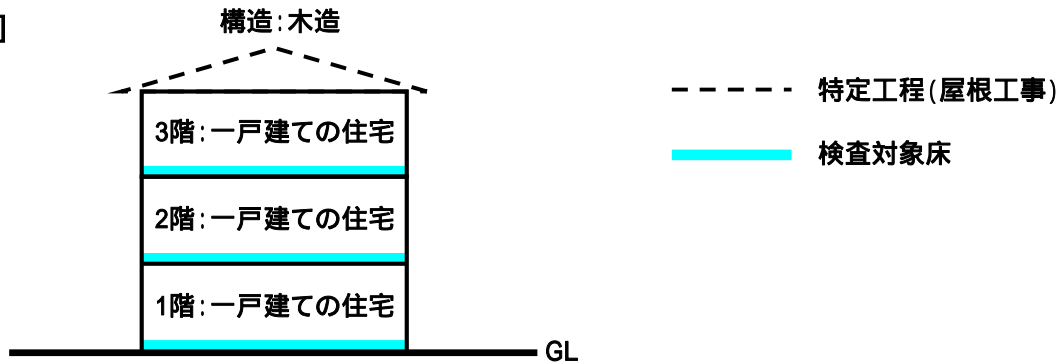 ]
構造:木造
3階:一戸建ての住宅
2階:一戸建ての住宅
1階:一戸建ての住宅
GL
特定工程(屋根工事)
検査対象床